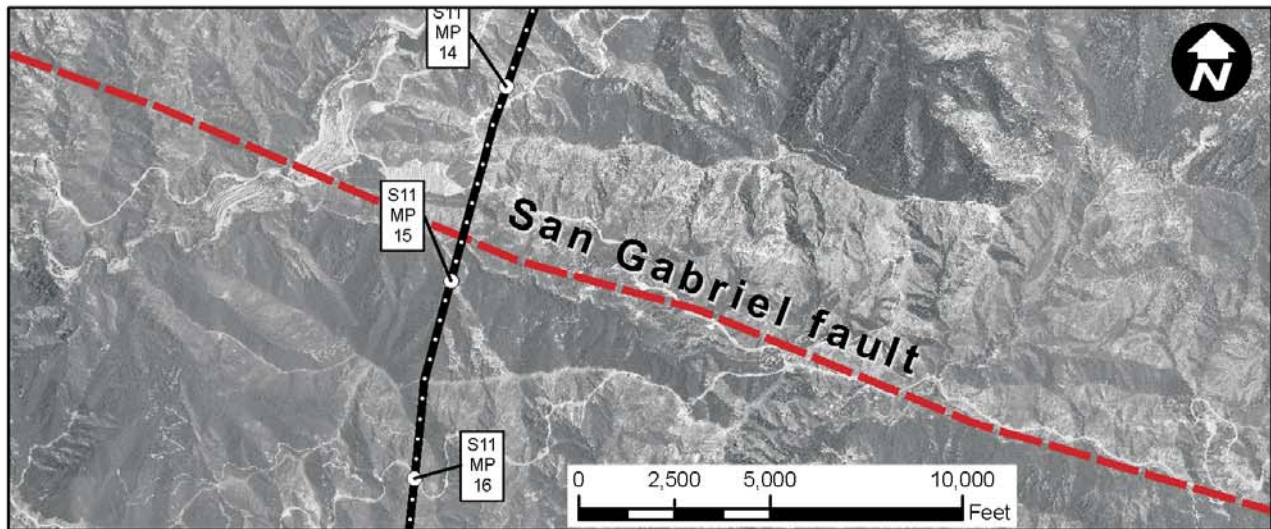 S11
MP
14
N
S11
MP
15
San Gabriel fault
S11
MP
16
0 2,500 5,000 10,000
Feet